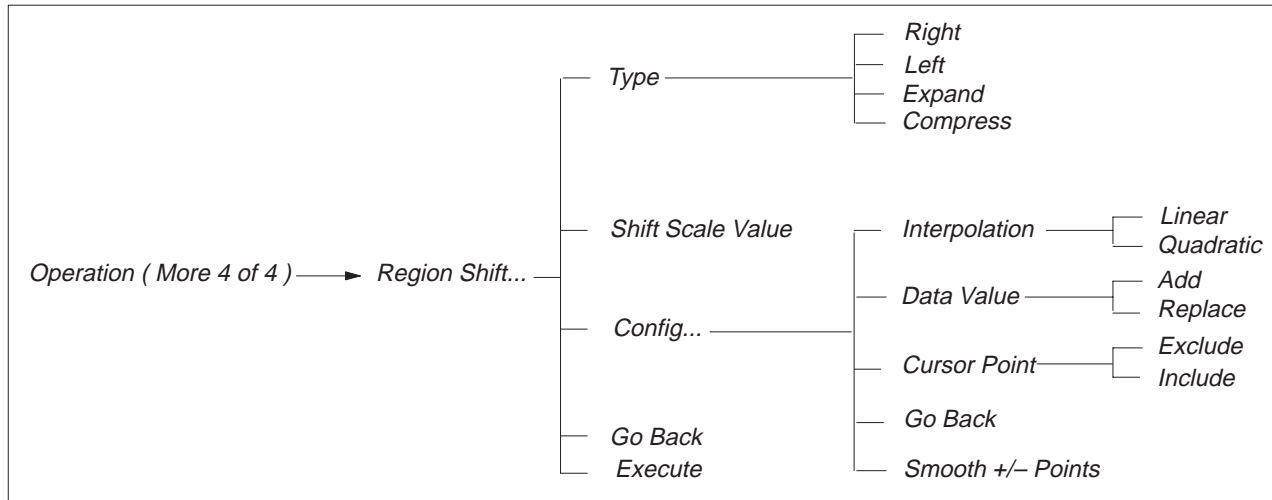 Right
Type
Left
Expand
Compress
Shift Scale Value
Interpolation
Linear
Quadratic
Operation ( More 4 of 4 )
Region Shift...
Data Value
Add
Replace
Config...
Cursor Point
Exclude
Include
Go Back
Go Back
Execute
Smooth +/– Points